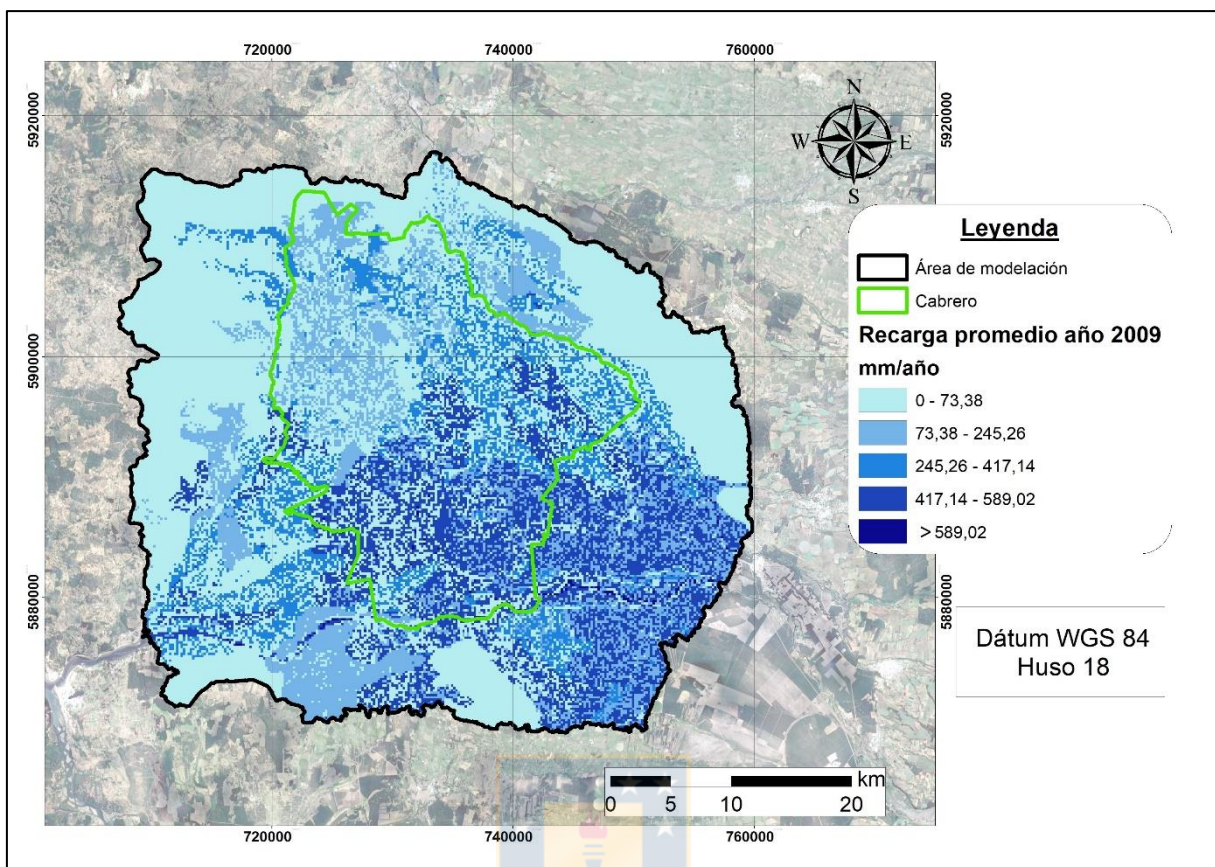 720000
740000
760000
5920000
5920000
N
W
E
S
Leyenda
Área de modelación
Cabrero
Recarga promedio año 2009
mm/año
0 - 73,38
73,38 - 245,26
245,26 - 417,14
417,14 - 589,02
> 589,02
5900000
5900000
5880000
5880000
Dátum WGS 84
Huso 18
km
0
5
10
20
720000
740000
760000